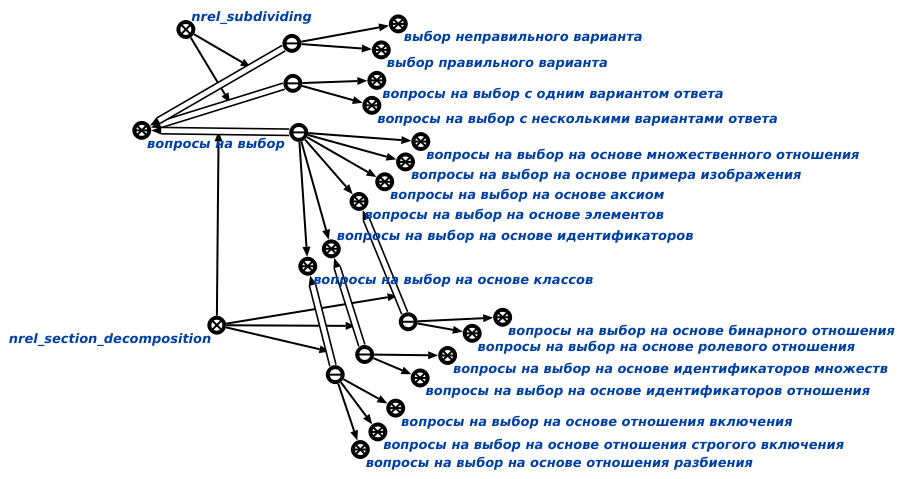 nrel_subdividing
выбор неправильного варианта
выбор правильного варианта
вопросы на выбор с одним вариантом ответа
вопросы на выбор с несколькими вариантами ответа
вопросы на выбор
вопросы на выбор на основе множественного отношения
вопросы на выбор на основе примера изображения
вопросы на выбор на основе аксиом
вопросы на выбор на основе элементов
вопросы на выбор на основе идентификаторов
вопросы на выбор на основе классов
вопросы на выбор на основе бинарного отношения
nrel_section_decomposition
вопросы на выбор на основе ролевого отношения
вопросы на выбор на основе идентификаторов множеств
вопросы на выбор на основе идентификаторов отношения
вопросы на выбор на основе отношения включения
вопросы на выбор на основе отношения строгого включения
вопросы на выбор на основе отношения разбиения